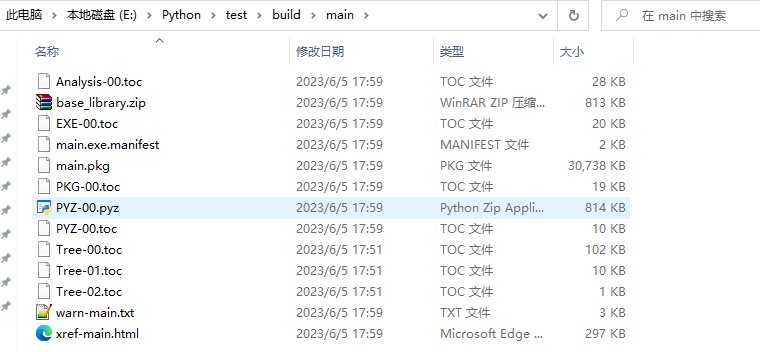 此电脑 > 本地磁盘 (E:) > Python > test > build > main >
在 main 中搜索
名称 修改日期 类型 大小
Analysis-00.toc 2023/6/5 17:59 TOC 文件 28 KB
base_library.zip 2023/6/5 17:59 WinRAR ZIP 压缩... 813 KB
EXE-00.toc 2023/6/5 17:59 TOC 文件 20 KB
main.exe.manifest 2023/6/5 17:59 MANIFEST 文件 2 KB
main.pkg 2023/6/5 17:59 PKG 文件 30,738 KB
PKG-00.toc 2023/6/5 17:59 TOC 文件 19 KB
PYZ-00.pyz 2023/6/5 17:59 Python Zip Appli... 814 KB
PYZ-00.toc 2023/6/5 17:59 TOC 文件 10 KB
Tree-00.toc 2023/6/5 17:51 TOC 文件 102 KB
Tree-01.toc 2023/6/5 17:51 TOC 文件 10 KB
Tree-02.toc 2023/6/5 17:51 TOC 文件 1 KB
warn-main.txt 2023/6/5 17:59 TXT 文件 3 KB
xref-main.html 2023/6/5 17:59 Microsoft Edge ... 297 KB